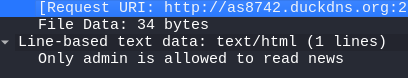 [Request URI: http://as8742.duckdns.org:2
File Data: 34 bytes
Line-based text data: text/html (1 lines)
Only admin is allowed to read news